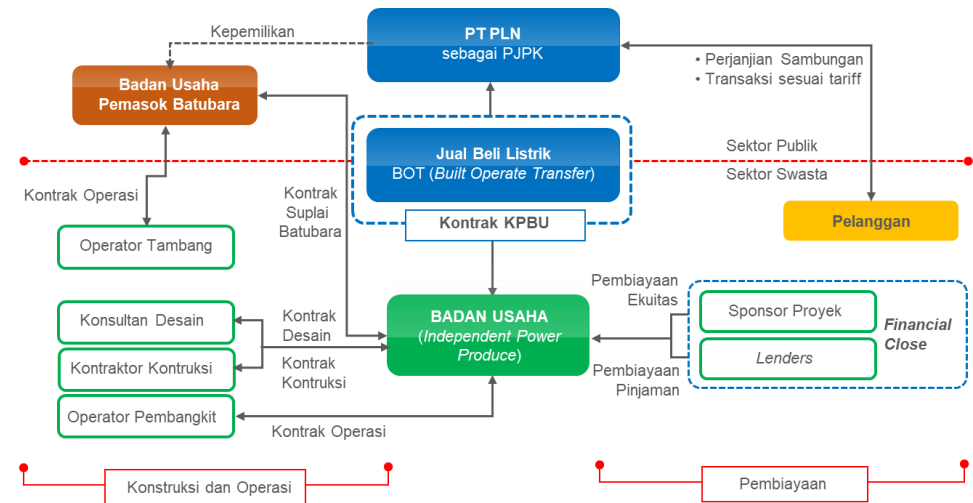 Kepemilikan
PT PLN
sebagai PJPK
• Perjanjian Sambungan
• Transaksi sesuai tariff
Badan Usaha
Pemasok Batubara
Jual Beli Listrik
BOT (Built Operate Transfer)
Sektor Publik
Sektor Swasta
Kontrak Operasi
Kontrak
Suplai
Batubara
Kontrak KPBU
Pelanggan
Operator Tambang
Pembiayaan
Ekuitas
Sponsor Proyek
Financial
Close
Lenders
Pembiayaan
Pinjaman
BADAN USAHA
(Independent Power
Produce)
Konsultan Desain
Kontrak
Desain
Kontrak
Kontruksi
Kontraktor Kontruksi
Operator Pembangkit
Kontrak Operasi
Konstruksi dan Operasi
Pembiayaan